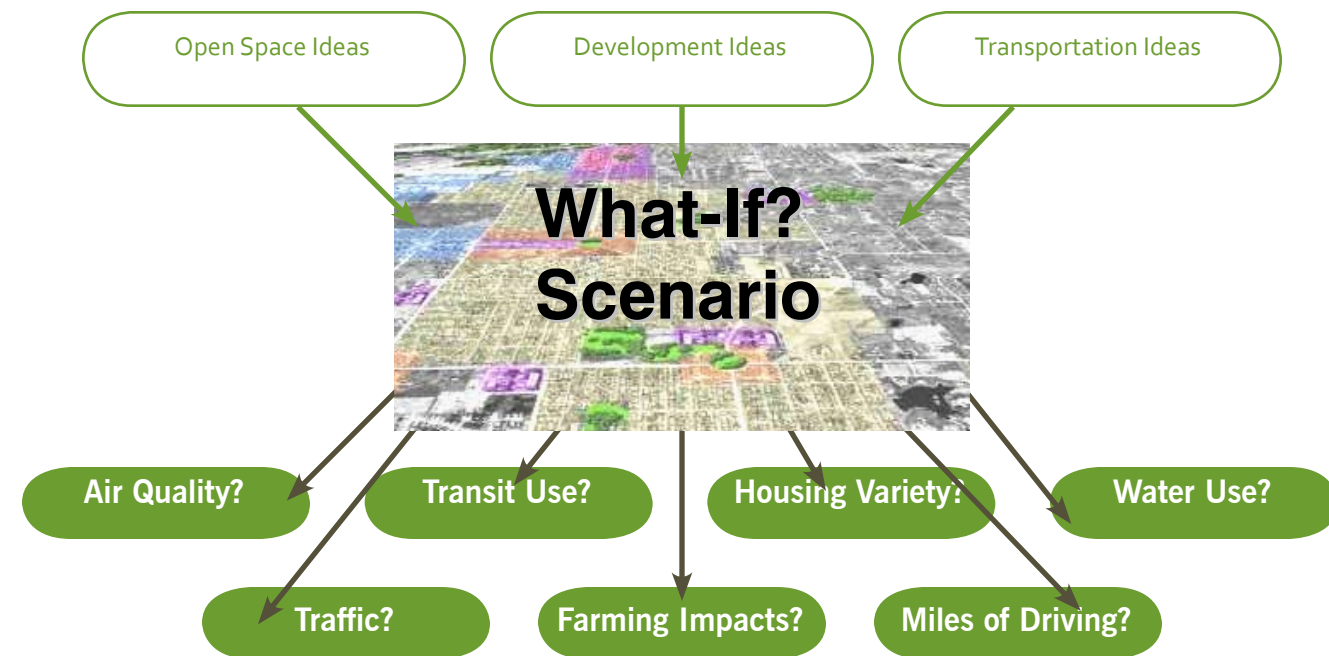 Open Space Ideas
Development Ideas
Transportation Ideas
What-If?
Scenario
Air Quality?
Transit Use?
Housing Variety?
Water Use?
Traffic?
Farming Impacts?
Miles of Driving?